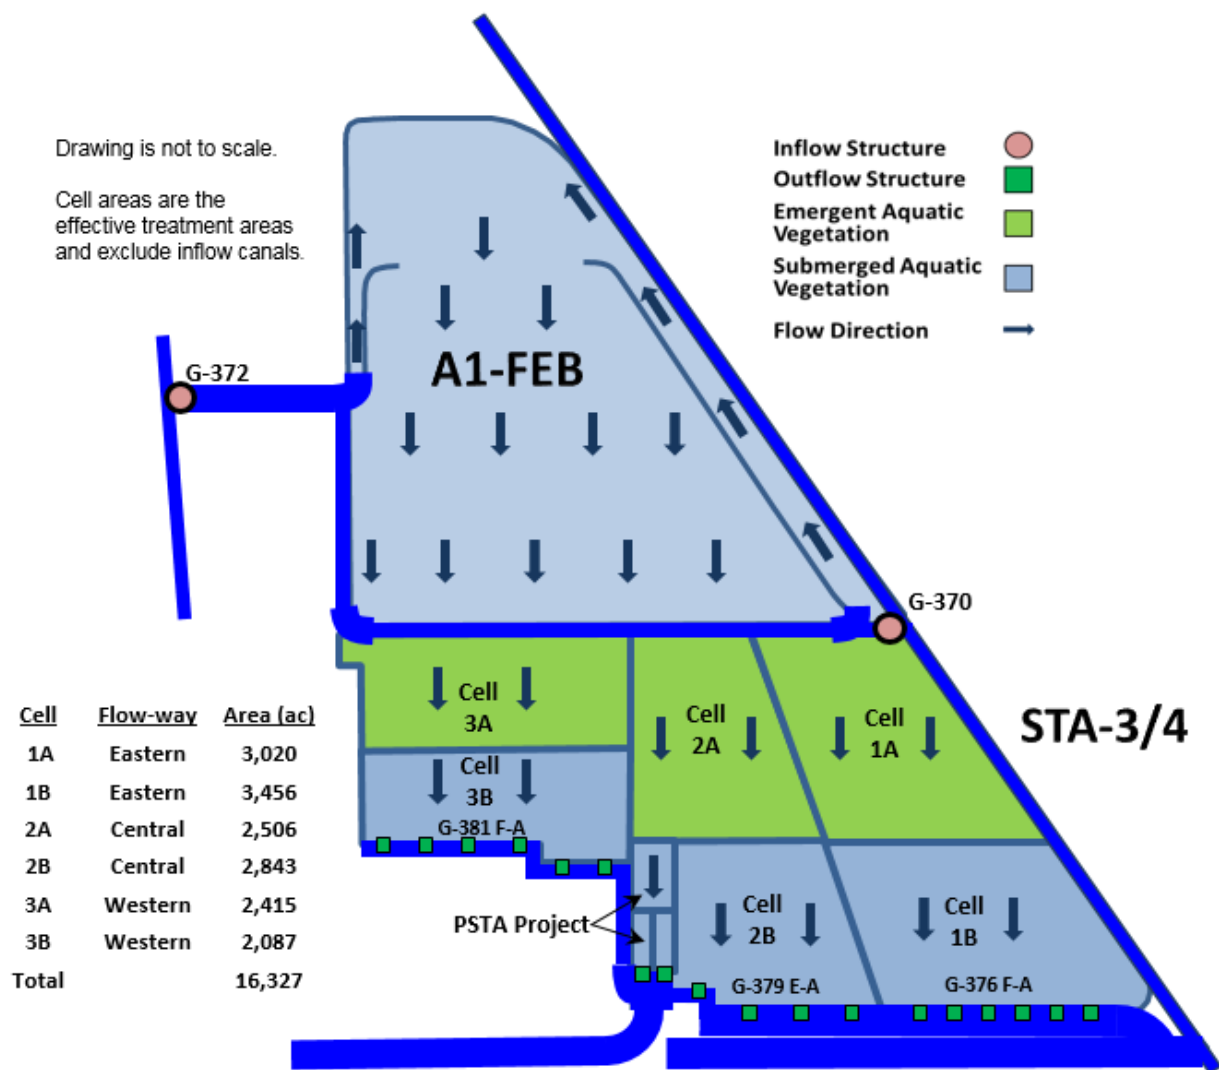 Drawing is not to scale.
Cell areas are the
effective treatment areas
and exclude inflow canals.
Inflow Structure
Outflow Structure
Emergent Aquatic
Vegetation
Submerged Aquatic
Vegetation
Flow Direction
G-372
A1-FEB
G-370
STA-3/4
Cell
3A
Cell
2A
Cell
1A
Cell
3B
G-381 F-A
Cell Flow-way Area (ac)
1A Eastern 3,020
1B Eastern 3,456
2A Central 2,506
2B Central 2,843
3A Western 2,415
3B Western 2,087
Total 16,327
PSTA Project
Cell
2B
Cell
1B
G-379 E-A
G-376 F-A